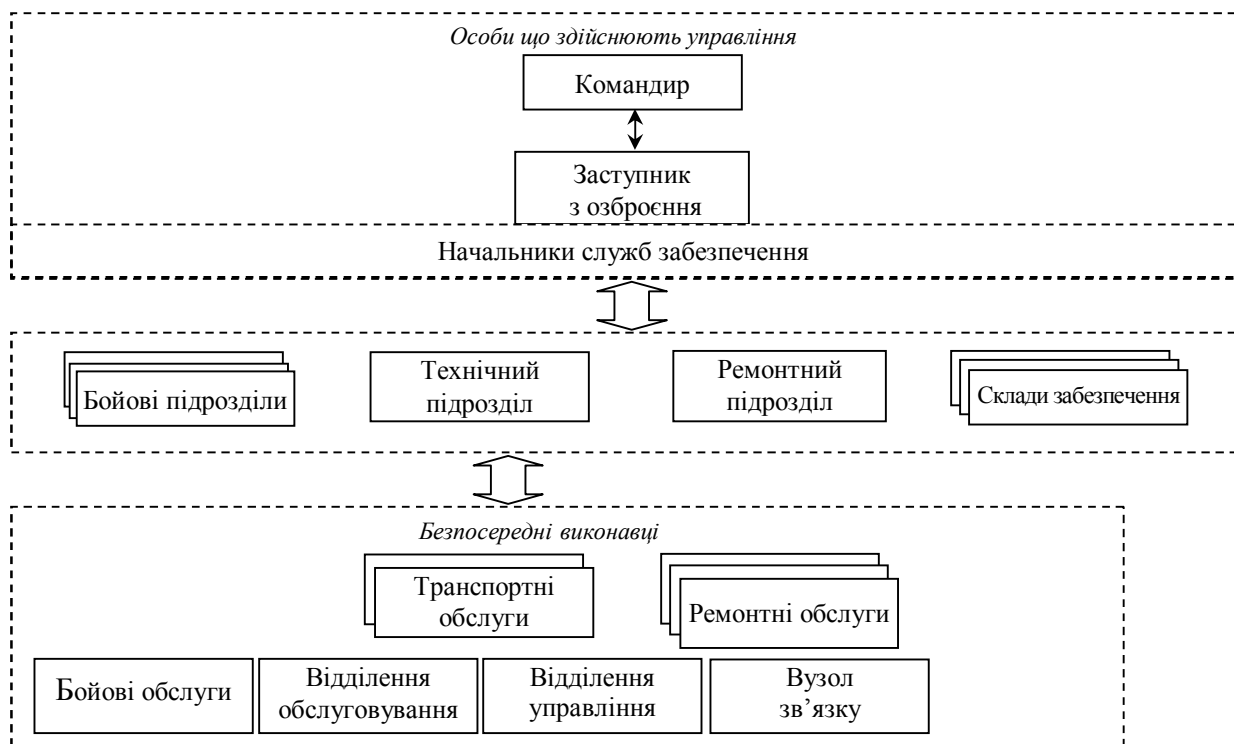 Особи що здійснюють управління
Командир
Заступник
з озброєння
Начальники служб забезпечення
Бойові підрозділи
Технічний
підрозділ
Ремонтний
підрозділ
Склади забезпечення
Безпосередні виконавці
Транспортні
обслуги
Ремонтні обслуги
Бойові обслуги
Відділення
обслуговування
Відділення
управління
Вузол
зв’язку